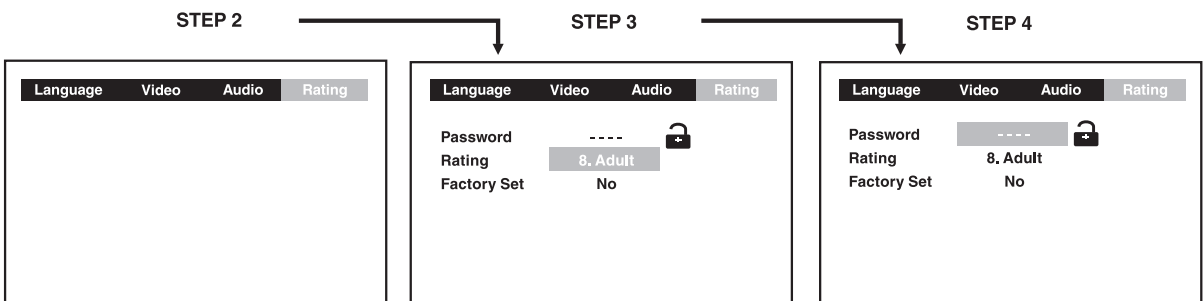 STEP 2
STEP 3
STEP 4
Language Video Audio Rating
Language Video Audio Rating
Password ----
Rating 8. Adult
Factory Set No
Language Video Audio Rating
Password ----
Rating 8. Adult
Factory Set No